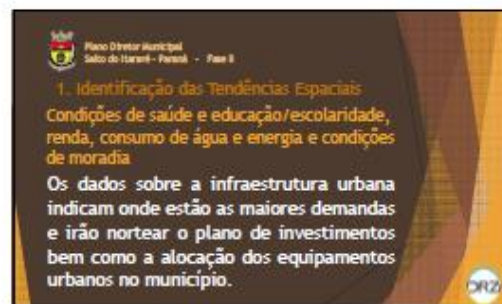 Plano Diretor Municipal
Salto do Itararé - Paraná - Fase II
1. Identificação das Tendências Espaciais
Condições de saúde e educação/escolaridade,
renda, consumo de água e energia e condições
de moradia
Os dados sobre a infraestrutura urbana
indicam onde estão as maiores demandas
e irão nortear o plano de investimentos
bem como a alocação dos equipamentos
urbanos no município.
DRZ